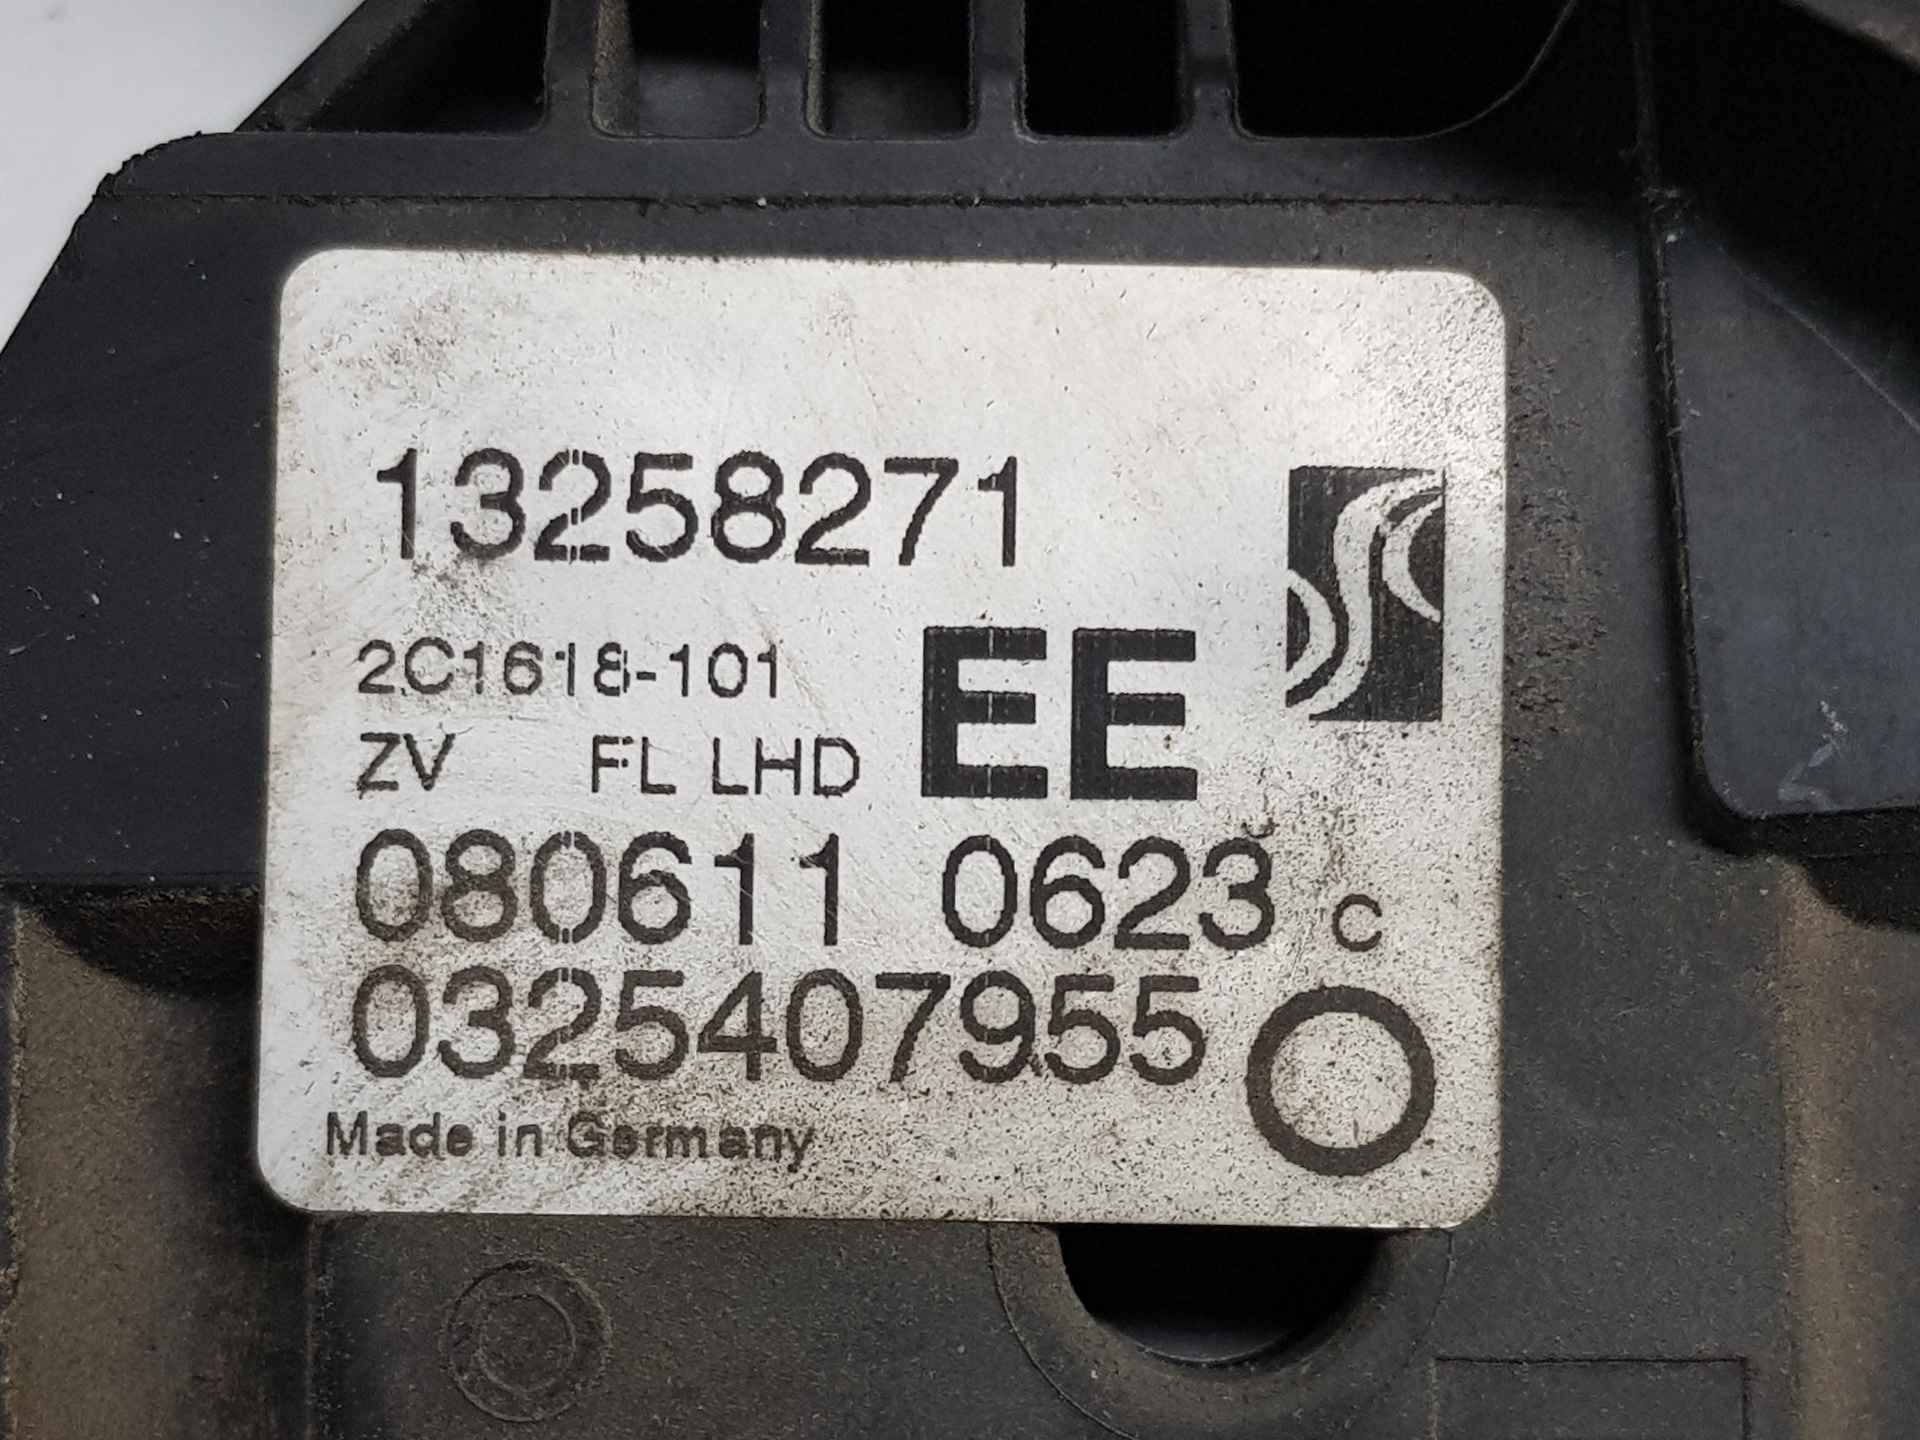 13258271
2C1618-101
EE
ZV FL LHD
080611 0623 C
0325407955
Made in Germany